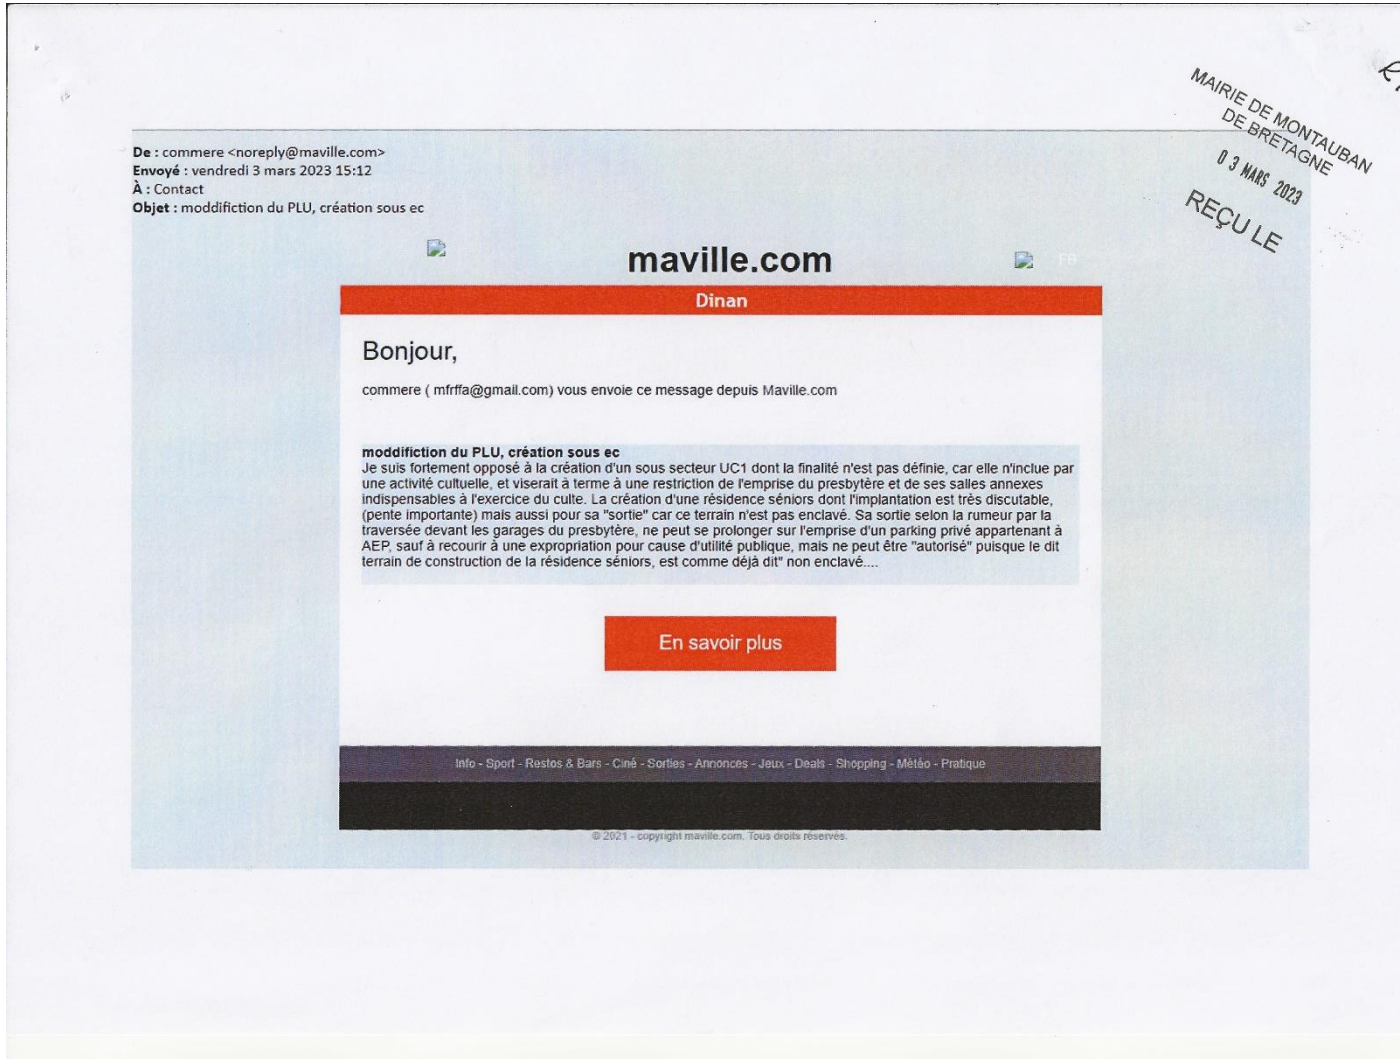 MAIRIE DE MONTAUBAN
DE BRETAGNE
03 MARS 2023
REÇU LE
De : commere <noreply@maville.com>
Envoyé : vendredi 3 mars 2023 15:12
À : Contact
Objet : moddifiction du PLU, création sous ec
maville.com
FB
Dinan
Bonjour,
commere ( mfrffa@gmail.com) vous envoie ce message depuis Maville.com
moddifiction du PLU, création sous ec
Je suis fortement opposé à la création d'un sous secteur UC1 dont la finalité n'est pas définie, car elle n'inclue par
une activité cultuelle, et viserait à terme à une restriction de l'emprise du presbytère et de ses salles annexes
indispensables à l'exercice du culte. La création d'une résidence séniors dont l'implantation est très discutable,
(pente importante) mais aussi pour sa "sortie" car ce terrain n'est pas enclavé. Sa sortie selon la rumeur par la
traversée devant les garages du presbytère, ne peut se prolonger sur l'emprise d'un parking privé appartenant à
AEP, sauf à recourir à une expropriation pour cause d'utilité publique, mais ne peut être "autorisé" puisque le dit
terrain de construction de la résidence séniors, est comme déjà dit" non enclavé....
En savoir plus
Info - Sport - Restos & Bars - Ciné - Sorties - Annonces - Jeux - Deals - Shopping - Météo - Pratique
© 2021 - copyright maville.com. Tous droits réservés.